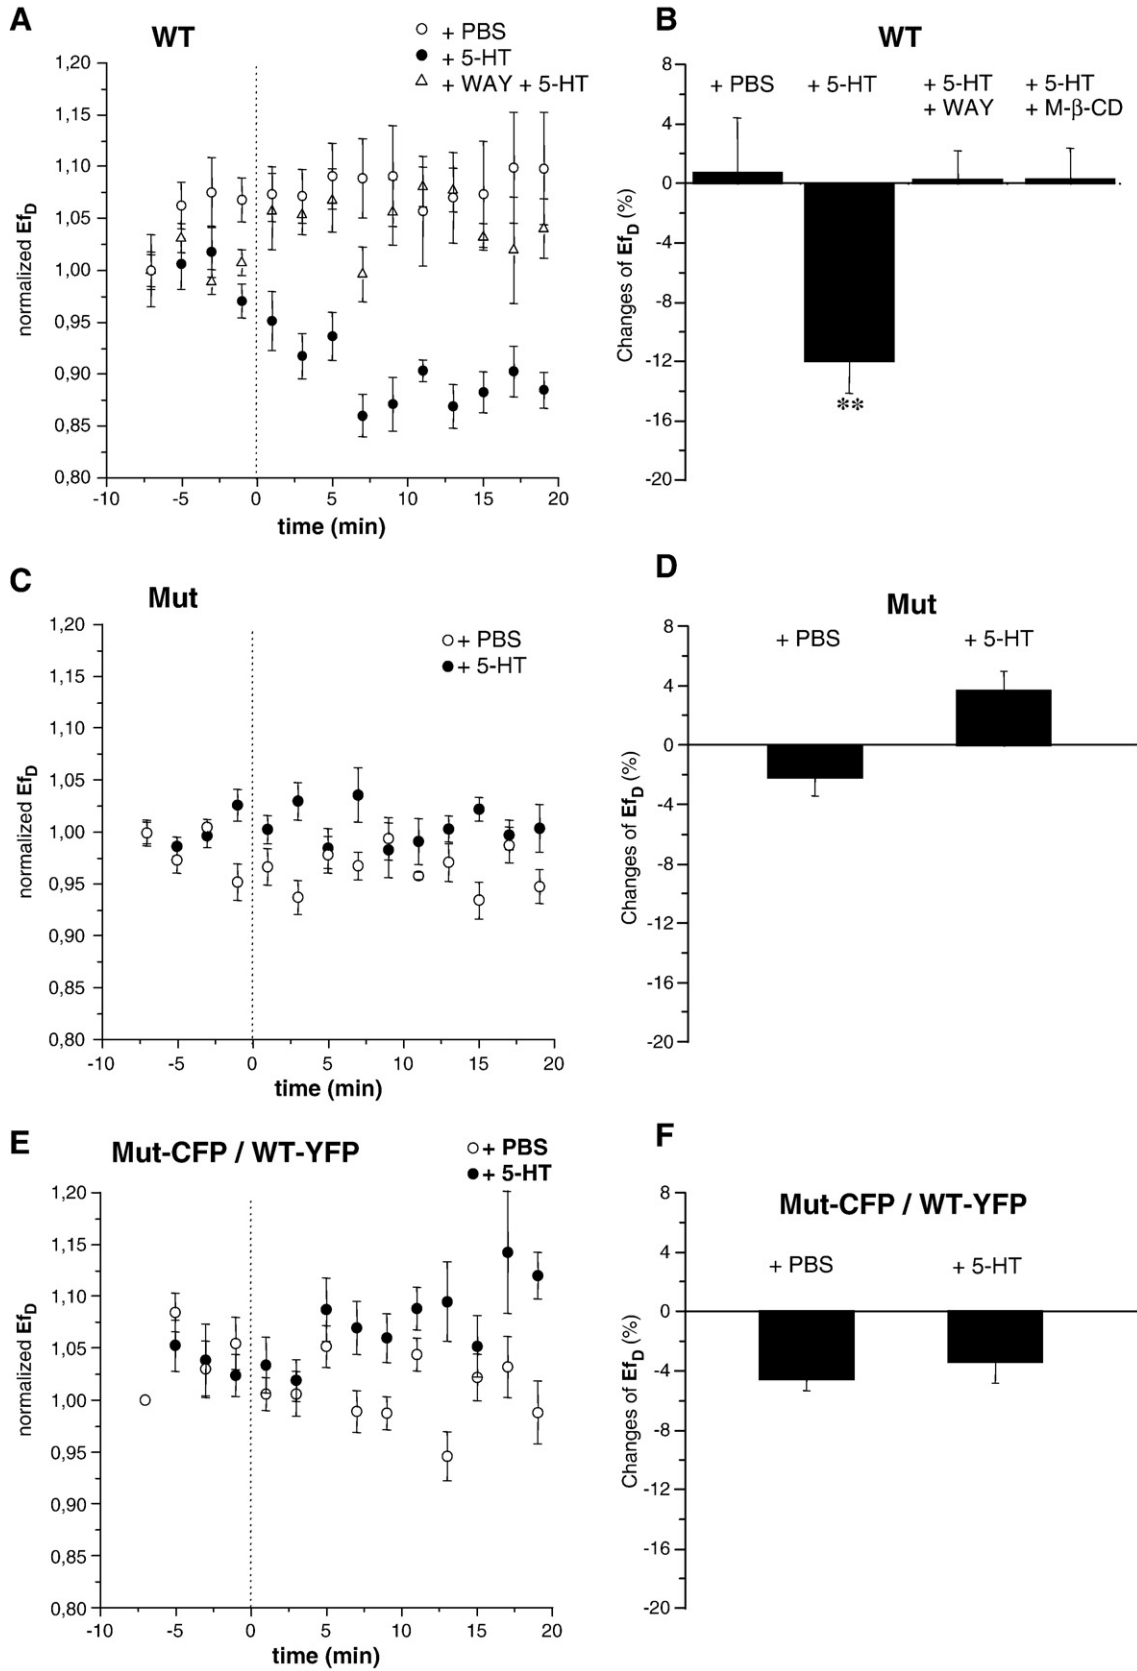 A
WT
+ PBS
+ 5-HT
+ WAY + 5-HT
1,20
1,15
1,10
1,05
1,00
0,95
0,90
0,85
0,80
normalized EfD
-10 -5 0 5 10 15 20
time (min)
B
WT
+ PBS + 5-HT + 5-HT + 5-HT
+ WAY + M-β-CD
8
4
0
-4
-8
-12
-16
-20
Changes of EfD (%)
**
C
Mut
+ PBS
+ 5-HT
1,20
1,15
1,10
1,05
1,00
0,95
0,90
0,85
0,80
normalized EfD
-10 -5 0 5 10 15 20
time (min)
D
Mut
+ PBS + 5-HT
8
4
0
-4
-8
-12
-16
-20
Changes of EfD (%)
E
Mut-CFP / WT-YFP
+ PBS
+ 5-HT
1,20
1,15
1,10
1,05
1,00
0,95
0,90
0,85
0,80
normalized EfD
-10 -5 0 5 10 15 20
time (min)
F
Mut-CFP / WT-YFP
+ PBS + 5-HT
8
4
0
-4
-8
-12
-16
-20
Changes of EfD (%)